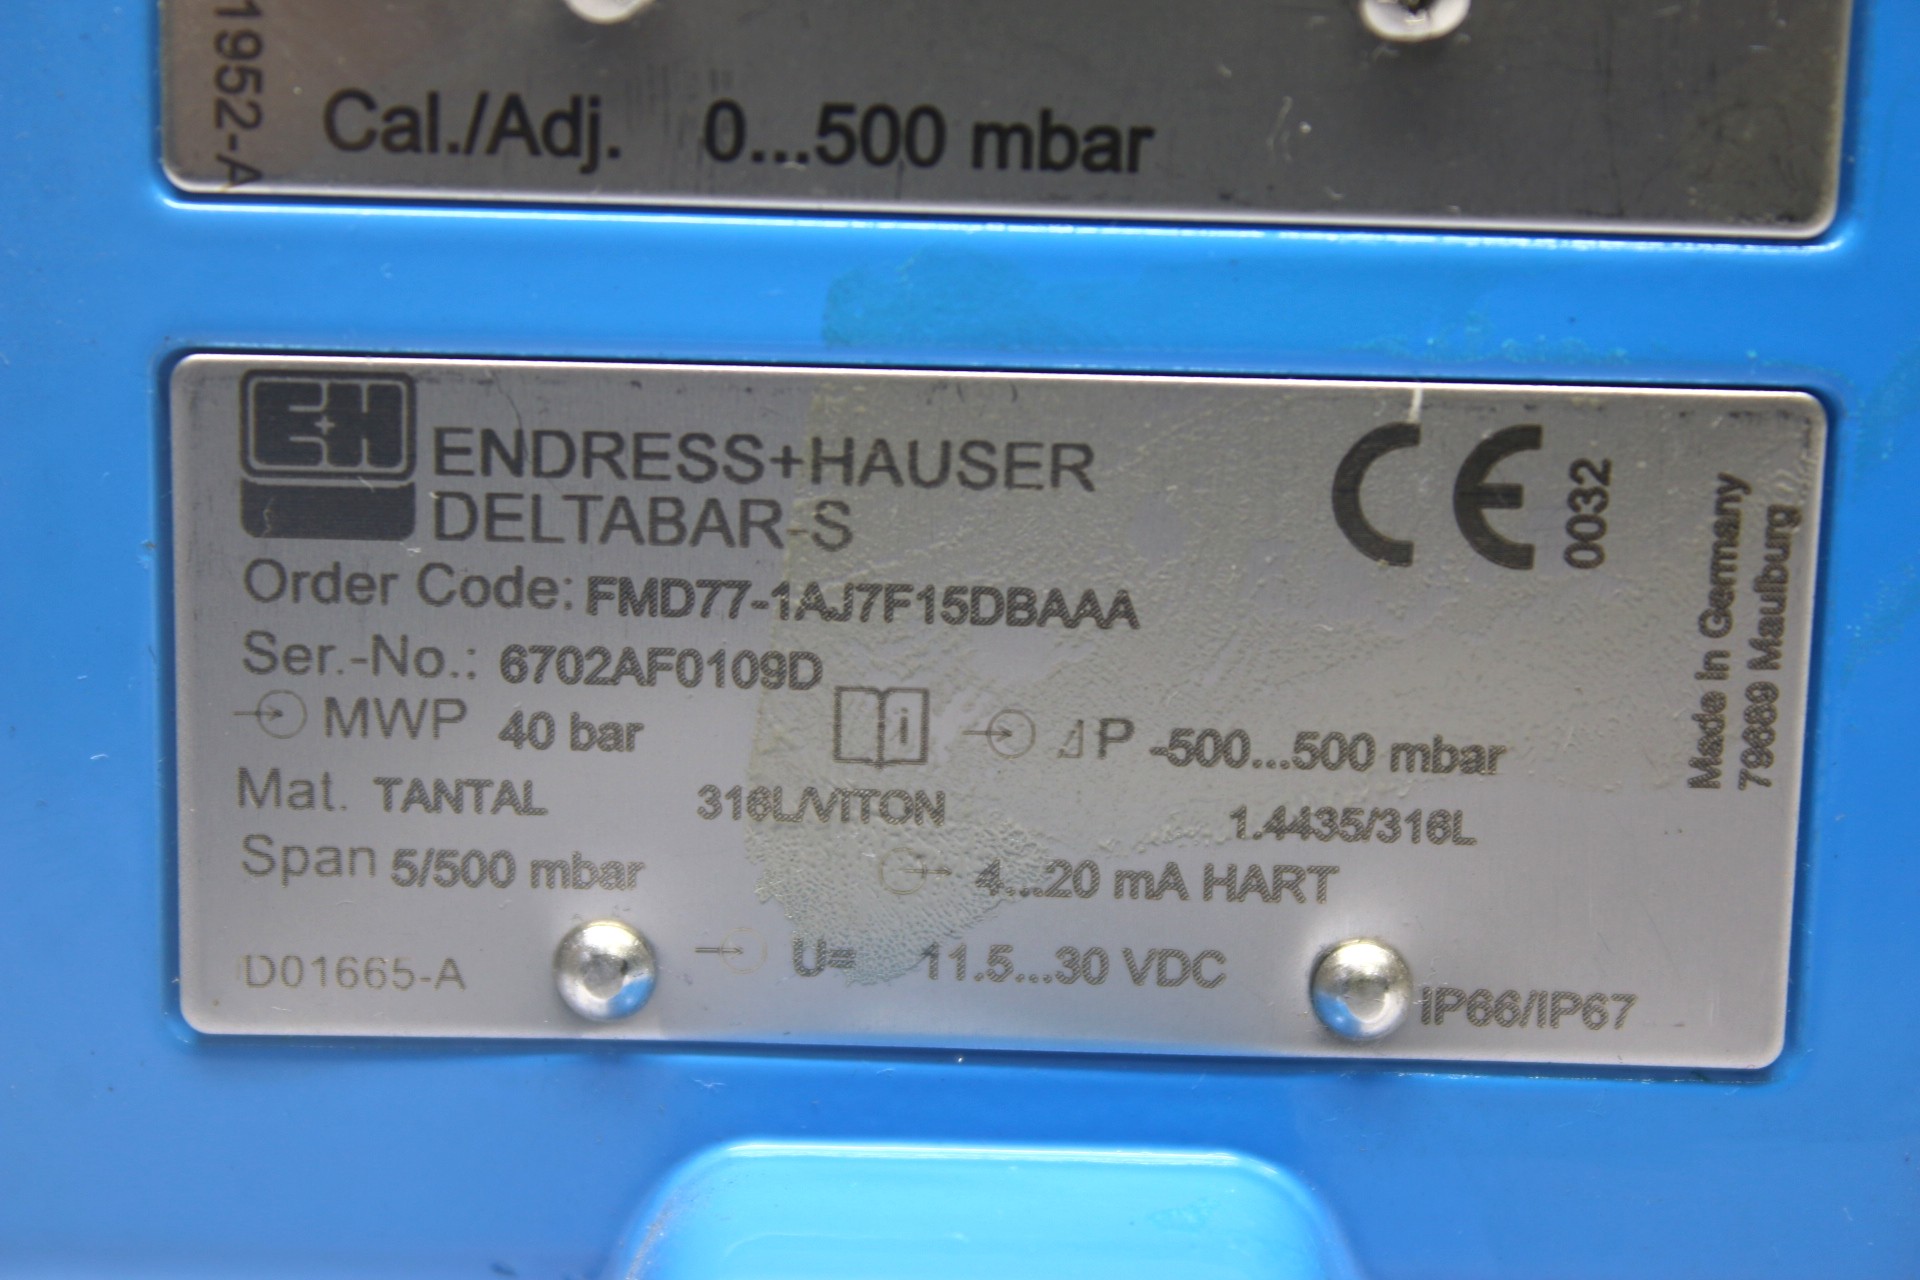 1952-A
Cal./Adj. 0...500 mbar
E+H
ENDRESS+HAUSER
DELTABAR-S
CE 0032
Made in Germany
79689 Maulburg
Order Code: FMD77-1AJ7F15DBAAA
Ser.-No.: 6702AF0109D
MWP 40 bar i ⊿P -500...500 mbar
Mat. TANTAL 316L/VITON 1.4435/316L
Span 5/500 mbar 4...20 mA HART
D01665-A U= 11.5...30 VDC IP66/IP67